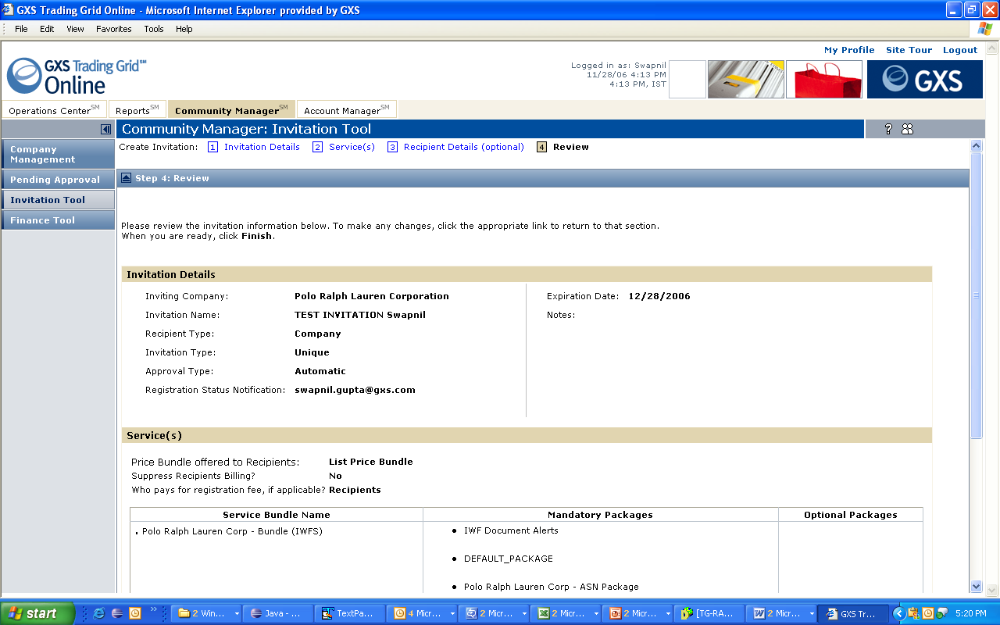 GXS Trading Grid Online - Microsoft Internet Explorer provided by GXS
File Edit View Favorites Tools Help
My Profile Site Tour Logout
GXS Trading Grid℠
Online
Logged in as: Swapnil
11/28/06 4:13 PM
4:13 PM, IST
GXS
Operations Center℠ Reports℠ Community Manager℠ Account Manager℠
Community Manager: Invitation Tool
?
Company
Management
Pending Approval
Invitation Tool
Finance Tool
Create Invitation: 1 Invitation Details 2 Service(s) 3 Recipient Details (optional) 4 Review
Step 4: Review
Please review the invitation information below. To make any changes, click the appropriate link to return to that section.
When you are ready, click Finish.
Invitation Details
Inviting Company: Polo Ralph Lauren Corporation
Invitation Name: TEST INVITATION Swapnil
Recipient Type: Company
Invitation Type: Unique
Approval Type: Automatic
Registration Status Notification: swapnil.gupta@gxs.com
Expiration Date: 12/28/2006
Notes:
Service(s)
Price Bundle offered to Recipients: List Price Bundle
Suppress Recipients Billing? No
Who pays for registration fee, if applicable? Recipients
Service Bundle Name Mandatory Packages Optional Packages
. Polo Ralph Lauren Corp - Bundle (IWFS)
• IWF Document Alerts
• DEFAULT_PACKAGE
• Polo Ralph Lauren Corp - ASN Package
start » 2 Win... Java - ... TextPa... 4 Micr... 2 Micr... 2 Micr... 2 Micr... [TG-RA... 2 Micr... GXS Tr... 5:20 PM